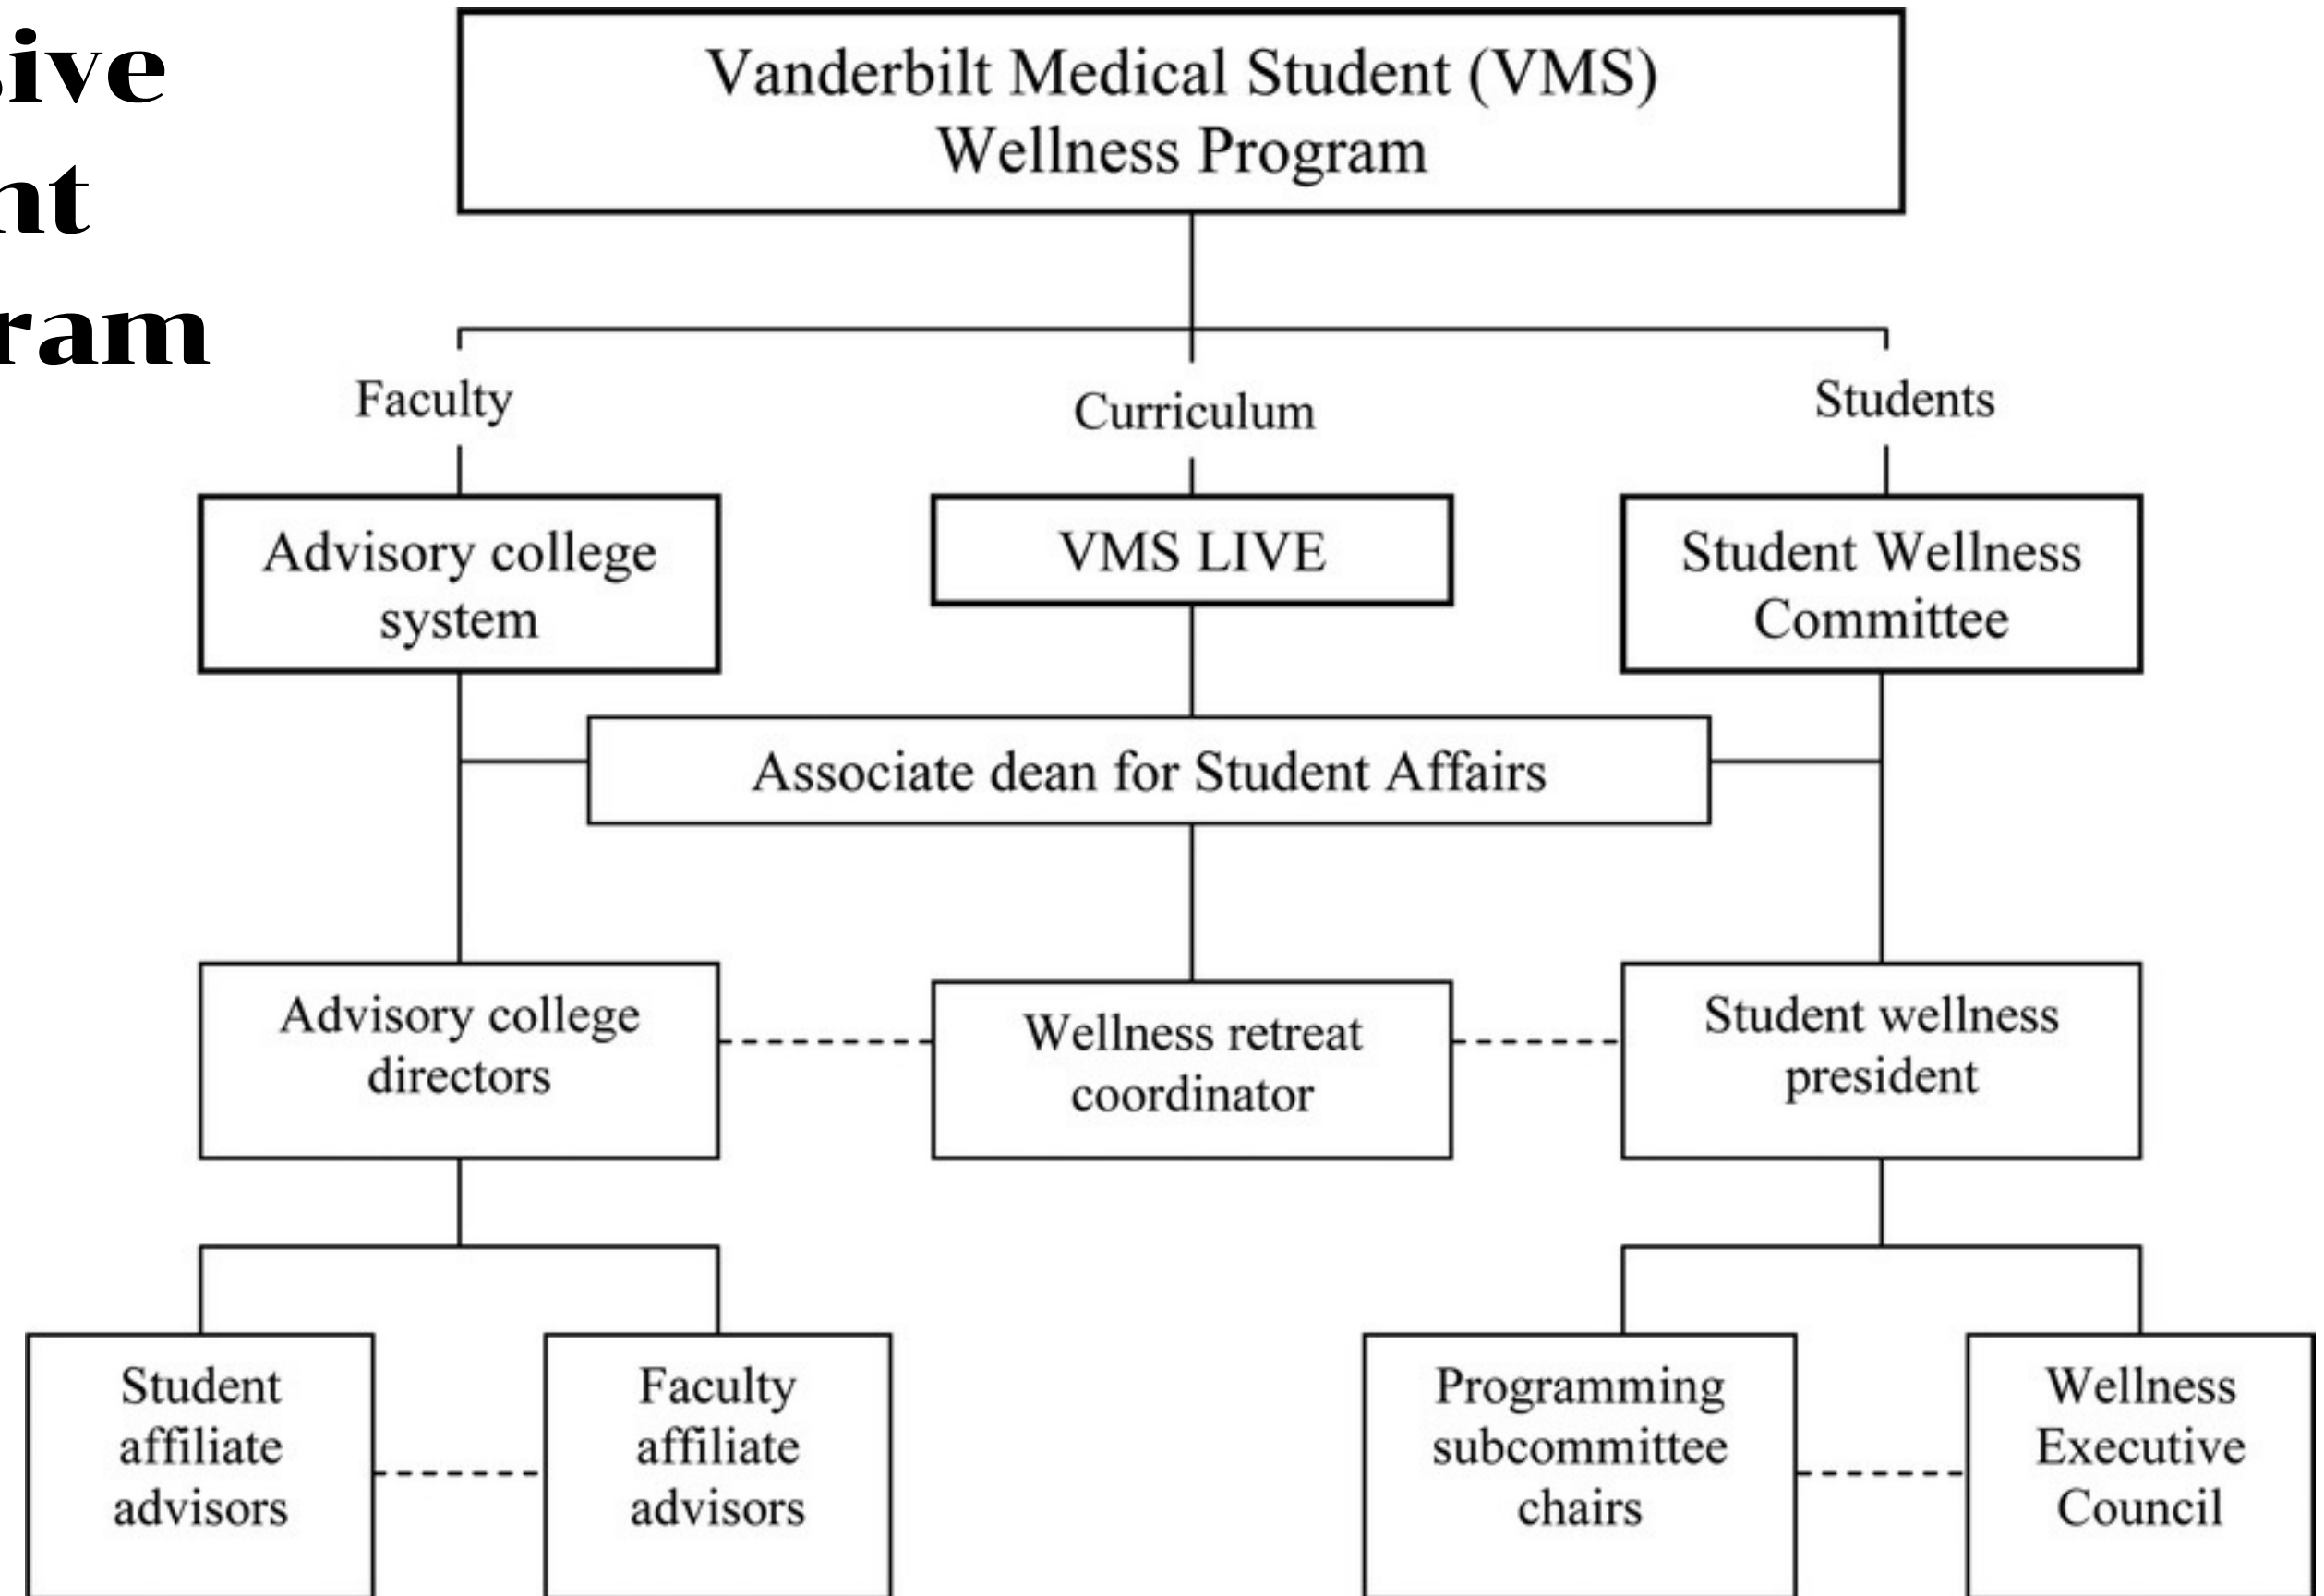 sive
nt
ram
Vanderbilt Medical Student (VMS)
Wellness Program
Faculty
Curriculum
Students
Advisory college
system
VMS LIVE
Student Wellness
Committee
Associate dean for Student Affairs
Advisory college
directors
Wellness retreat
coordinator
Student wellness
president
Student
affiliate
advisors
Faculty
affiliate
advisors
Programming
subcommittee
chairs
Wellness
Executive
Council